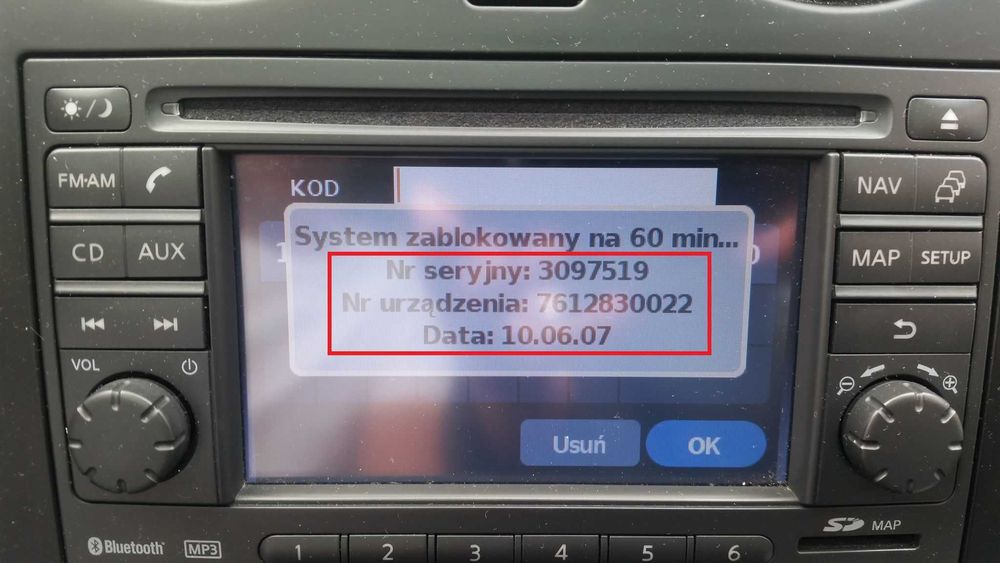 KOD
System zablokowany na 60 min...
Nr seryjny: 3097519
Nr urządzenia: 7612830022
Data: 10.06.07
Usuń OK
FM·AM
CD AUX
VOL
NAV
MAP SETUP
Bluetooth MP3
1 2 3 4 5 6
SD MAP